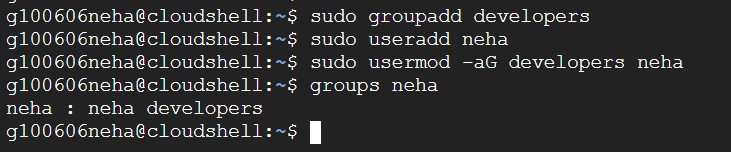 g100606neha@cloudshell:~$ sudo groupadd developers
g100606neha@cloudshell:~$ sudo useradd neha
g100606neha@cloudshell:~$ sudo usermod -aG developers neha
g100606neha@cloudshell:~$ groups neha
neha : neha developers
g100606neha@cloudshell:~$